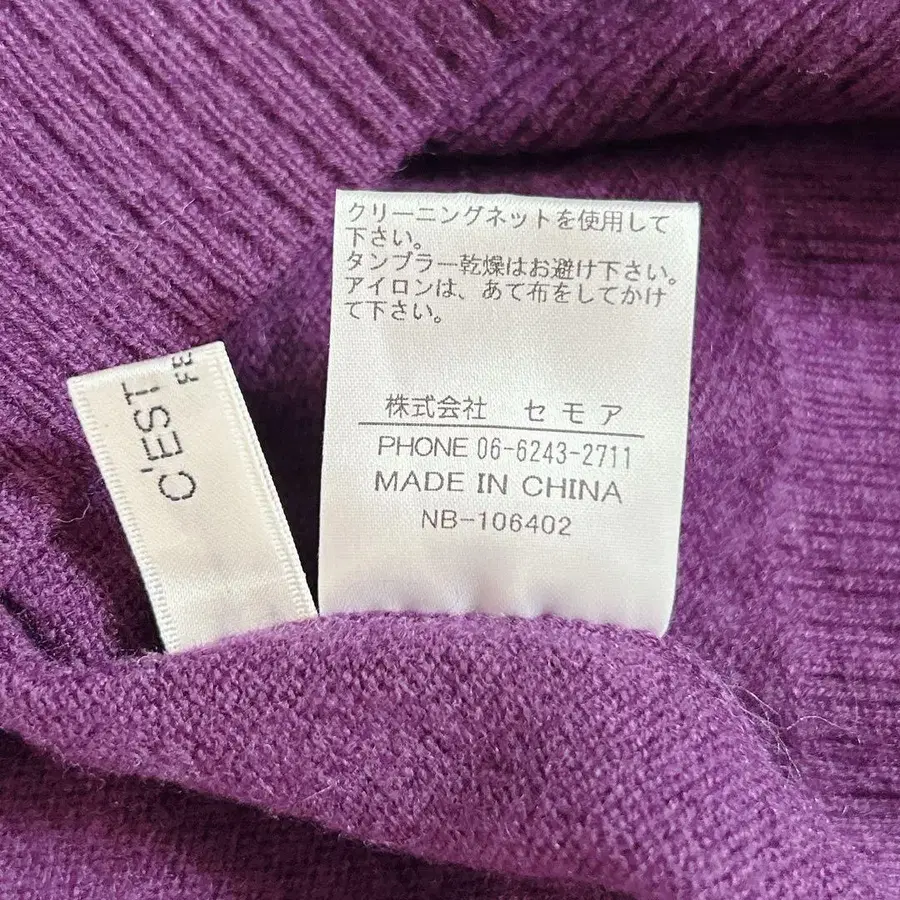 クリーニングネットを使用して
下さい。
タンブラー乾燥はお避け下さい。
アイロンは、あて布をしてかけ
て下さい。
株式会社 セモア
PHONE 06-6243-2711
MADE IN CHINA
NB-106402
C'EST
FE